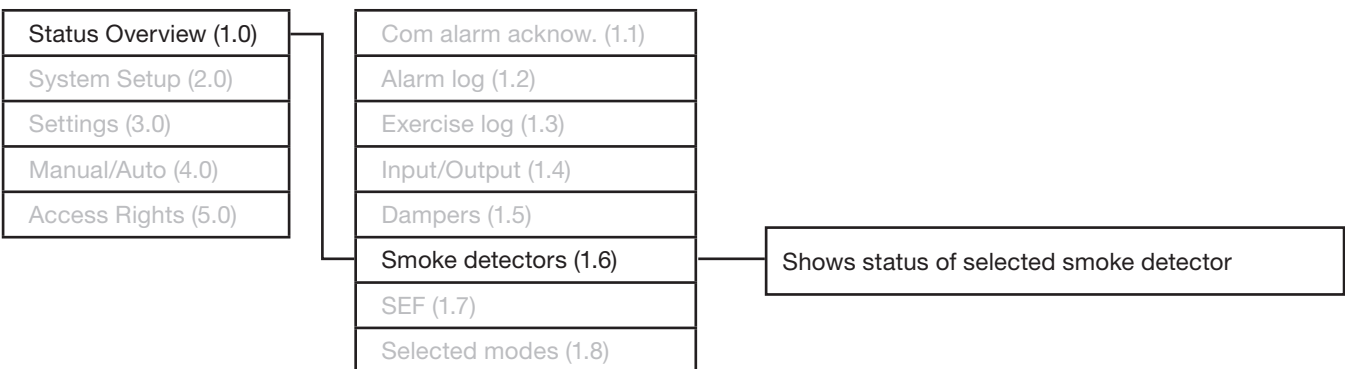 Status Overview (1.0)
System Setup (2.0)
Settings (3.0)
Manual/Auto (4.0)
Access Rights (5.0)
Com alarm acknow. (1.1)
Alarm log (1.2)
Exercise log (1.3)
Input/Output (1.4)
Dampers (1.5)
Smoke detectors (1.6)
SEF (1.7)
Selected modes (1.8)
Shows status of selected smoke detector